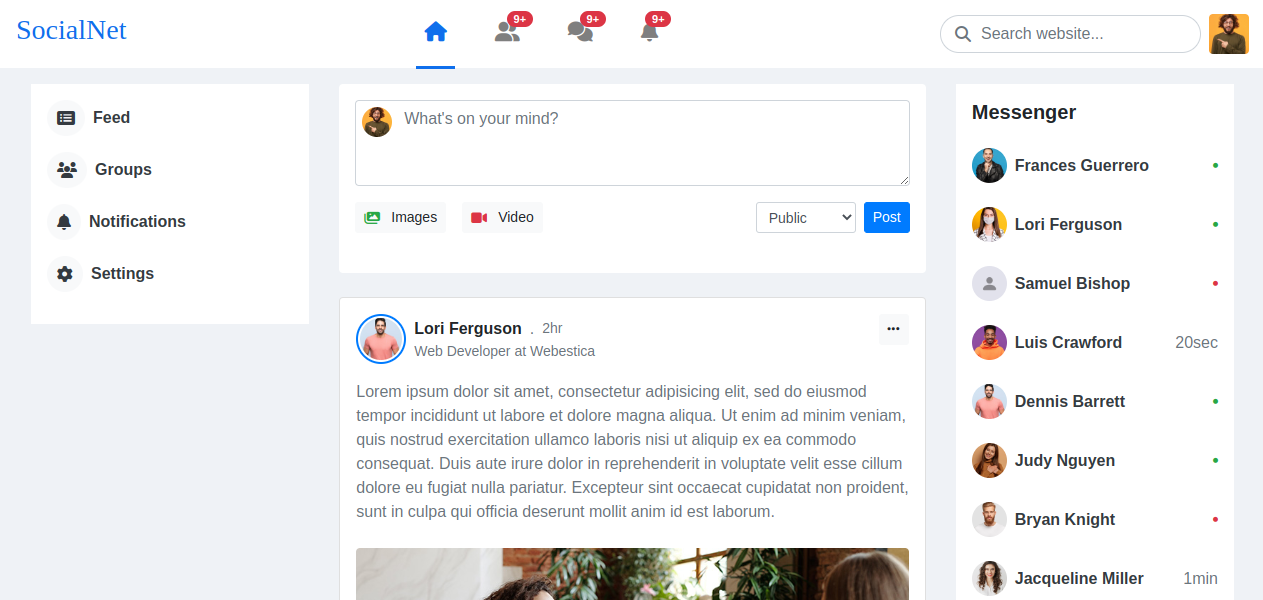 SocialNet
9+
9+
9+
Search website...
Feed
Groups
Notifications
Settings
What's on your mind?
Images
Video
Public
Post
Lori Ferguson . 2hr
Web Developer at Webestica
Lorem ipsum dolor sit amet, consectetur adipisicing elit, sed do eiusmod
tempor incididunt ut labore et dolore magna aliqua. Ut enim ad minim veniam,
quis nostrud exercitation ullamco laboris nisi ut aliquip ex ea commodo
consequat. Duis aute irure dolor in reprehenderit in voluptate velit esse cillum
dolore eu fugiat nulla pariatur. Excepteur sint occaecat cupidatat non proident,
sunt in culpa qui officia deserunt mollit anim id est laborum.
Messenger
Frances Guerrero
Lori Ferguson
Samuel Bishop
Luis Crawford 20sec
Dennis Barrett
Judy Nguyen
Bryan Knight
Jacqueline Miller 1min